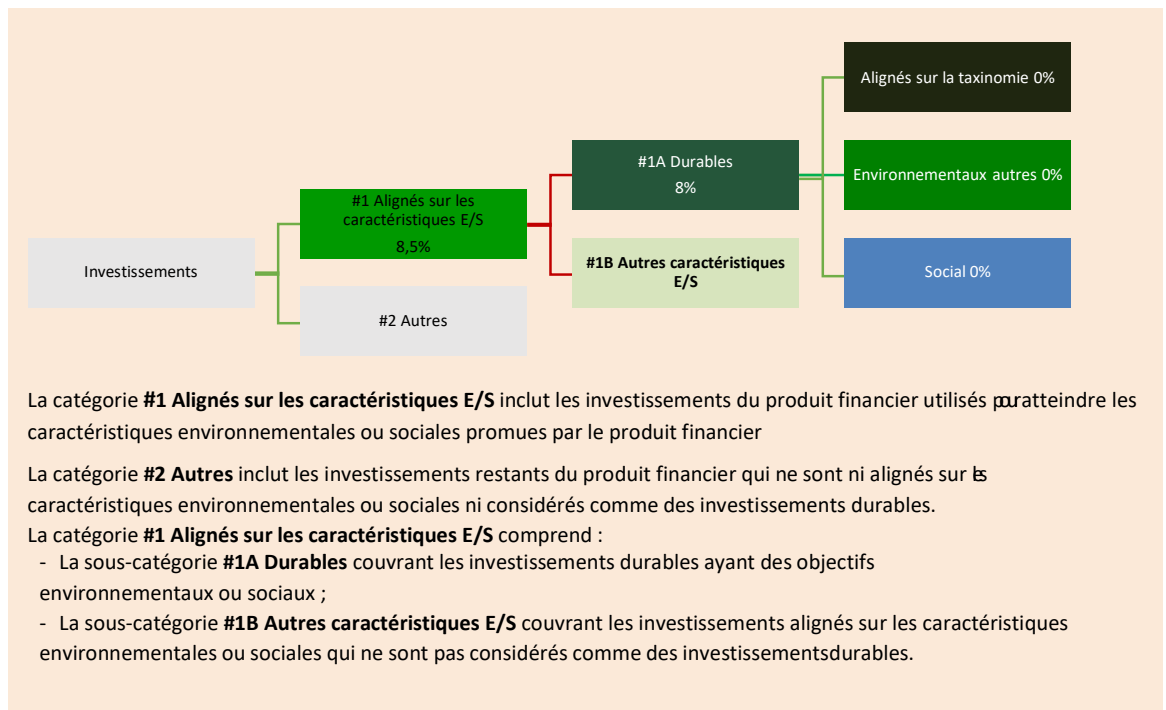 Alignés sur la taxinomie 0%
#1A Durables
8%
Environnementaux autres 0%
#1 Alignés sur les
caractéristiques E/S
8,5%
Investissements
#1B Autres caractéristiques
E/S
Social 0%
#2 Autres
La catégorie #1 Alignés sur les caractéristiques E/S inclut les investissements du produit financier utilisés pouratteindre les
caractéristiques environnementales ou sociales promues par le produit financier
La catégorie #2 Autres inclut les investissements restants du produit financier qui ne sont ni alignés sur les
caractéristiques environnementales ou sociales ni considérés comme des investissements durables.
La catégorie #1 Alignés sur les caractéristiques E/S comprend :
- La sous-catégorie #1A Durables couvrant les investissements durables ayant des objectifs
environnementaux ou sociaux ;
- La sous-catégorie #1B Autres caractéristiques E/S couvrant les investissements alignés sur les caractéristiques
environnementales ou sociales qui ne sont pas considérés comme des investissementsdurables.